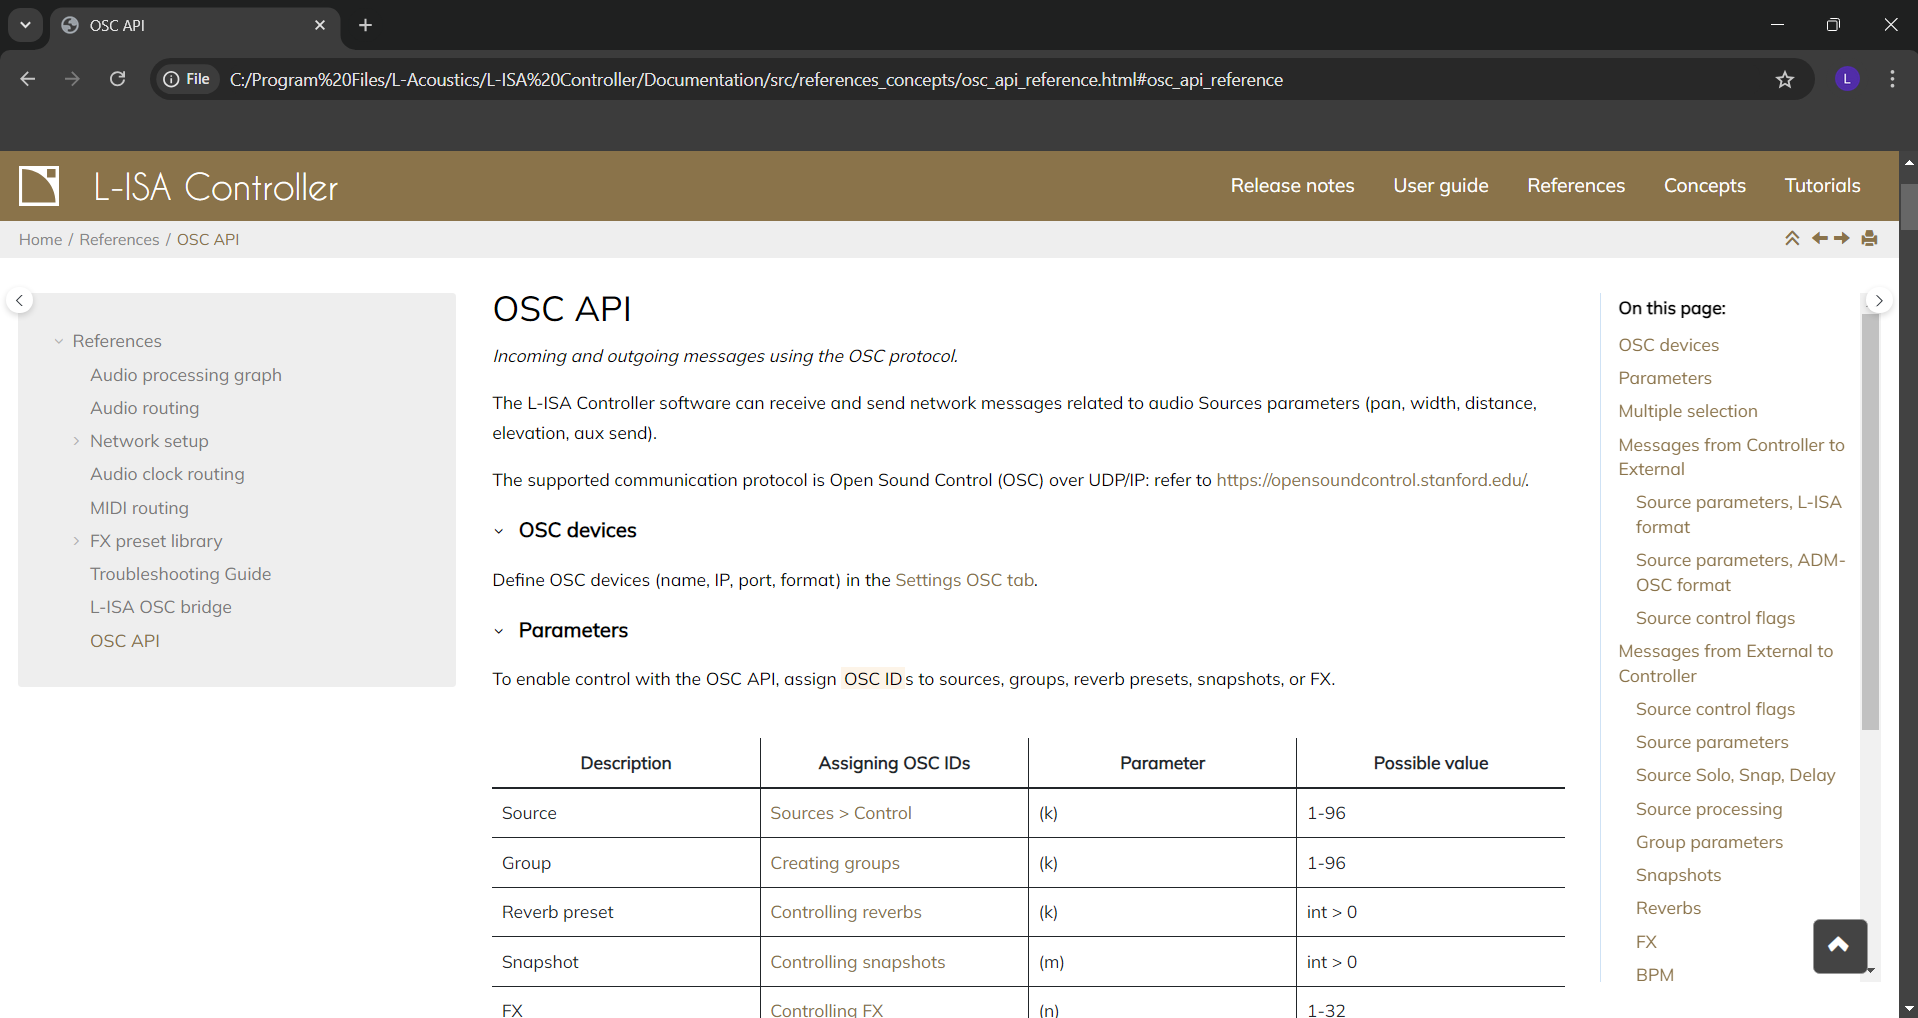 OSC API
File
C:/Program%20Files/L-Acoustics/L-ISA%20Controller/Documentation/src/references_concepts/osc_api_reference.html#osc_api_reference
L
L-ISA Controller
Release notes
User guide
References
Concepts
Tutorials
Home / References / OSC API
References
Audio processing graph
Audio routing
Network setup
Audio clock routing
MIDI routing
FX preset library
Troubleshooting Guide
L-ISA OSC bridge
OSC API
OSC API
Incoming and outgoing messages using the OSC protocol.
The L-ISA Controller software can receive and send network messages related to audio Sources parameters (pan, width, distance,
elevation, aux send).
The supported communication protocol is Open Sound Control (OSC) over UDP/IP: refer to https://opensoundcontrol.stanford.edu/.
OSC devices
Define OSC devices (name, IP, port, format) in the Settings OSC tab.
Parameters
To enable control with the OSC API, assign OSC ID s to sources, groups, reverb presets, snapshots, or FX.
Description Assigning OSC IDs Parameter Possible value
Source Sources > Control (k) 1-96
Group Creating groups (k) 1-96
Reverb preset Controlling reverbs (k) int > 0
Snapshot Controlling snapshots (m) int > 0
FX Controlling FX (n) 1-32
On this page:
OSC devices
Parameters
Multiple selection
Messages from Controller to
External
Source parameters, L-ISA
format
Source parameters, ADM-
OSC format
Source control flags
Messages from External to
Controller
Source control flags
Source parameters
Source Solo, Snap, Delay
Source processing
Group parameters
Snapshots
Reverbs
FX
BPM